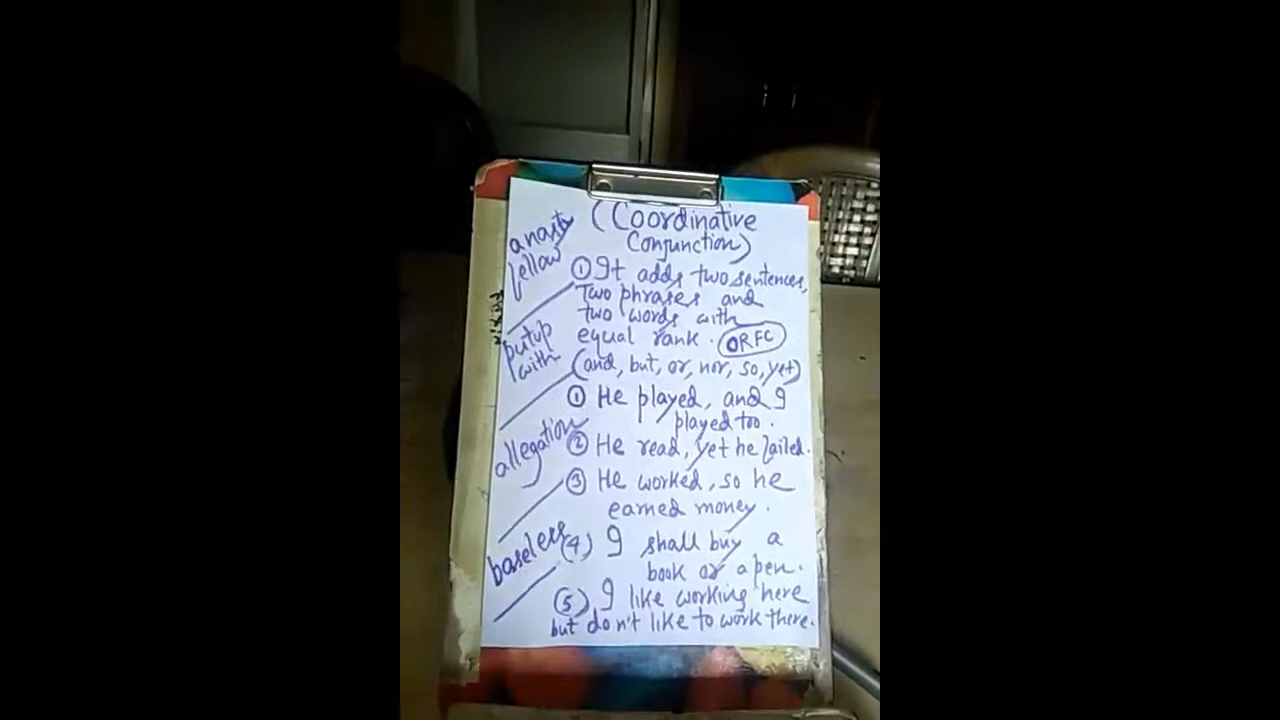 (Coordinative
Conjunction)
① It adds two sentences,
Two phrases and
two words with
equal rank. ORFC
(and, but, or, nor, so, yet)
① He played, and I
played too.
② He read, yet he failed.
③ He worked, so he
earned money.
(4) I shall buy a
book or a pen.
(5) I like working here
but don't like to work there.
a nasty
fellow
put up
with
allegation
baseless